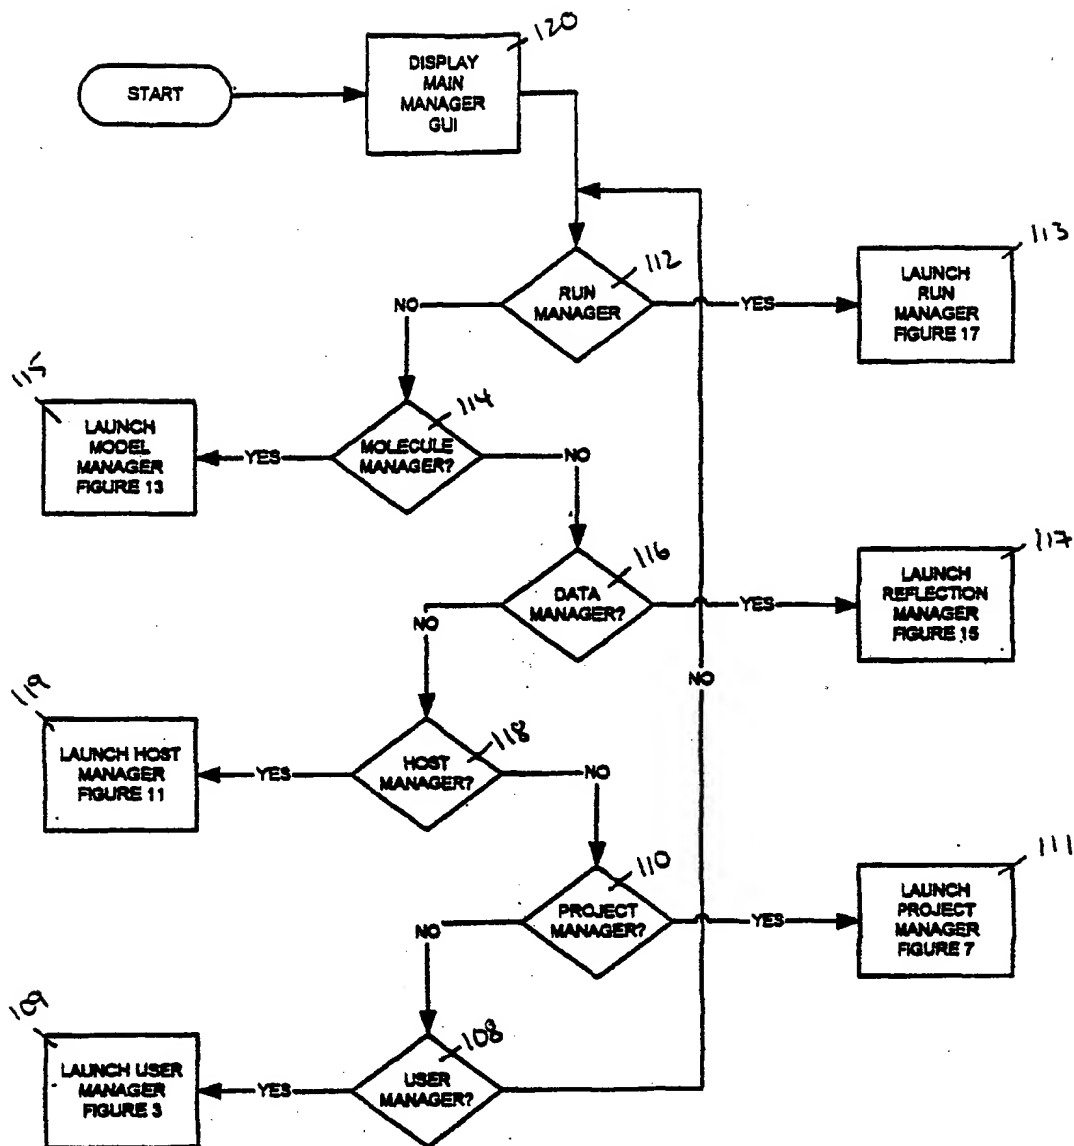 START
DISPLAY
MAIN
MANAGER
GUI
120
RUN
MANAGER
112
NO
YES
LAUNCH
RUN
MANAGER
FIGURE 17
113
115
LAUNCH
MODEL
MANAGER
FIGURE 13
YES
MOLECULE
MANAGER?
114
NO
DATA
MANAGER?
116
NO
YES
LAUNCH
REFLECTION
MANAGER
FIGURE 15
117
NO
119
LAUNCH HOST
MANAGER
FIGURE 11
YES
HOST
MANAGER?
118
NO
PROJECT
MANAGER?
110
NO
YES
LAUNCH
PROJECT
MANAGER
FIGURE 7
111
109
LAUNCH USER
MANAGER
FIGURE 3
YES
USER
MANAGER?
108